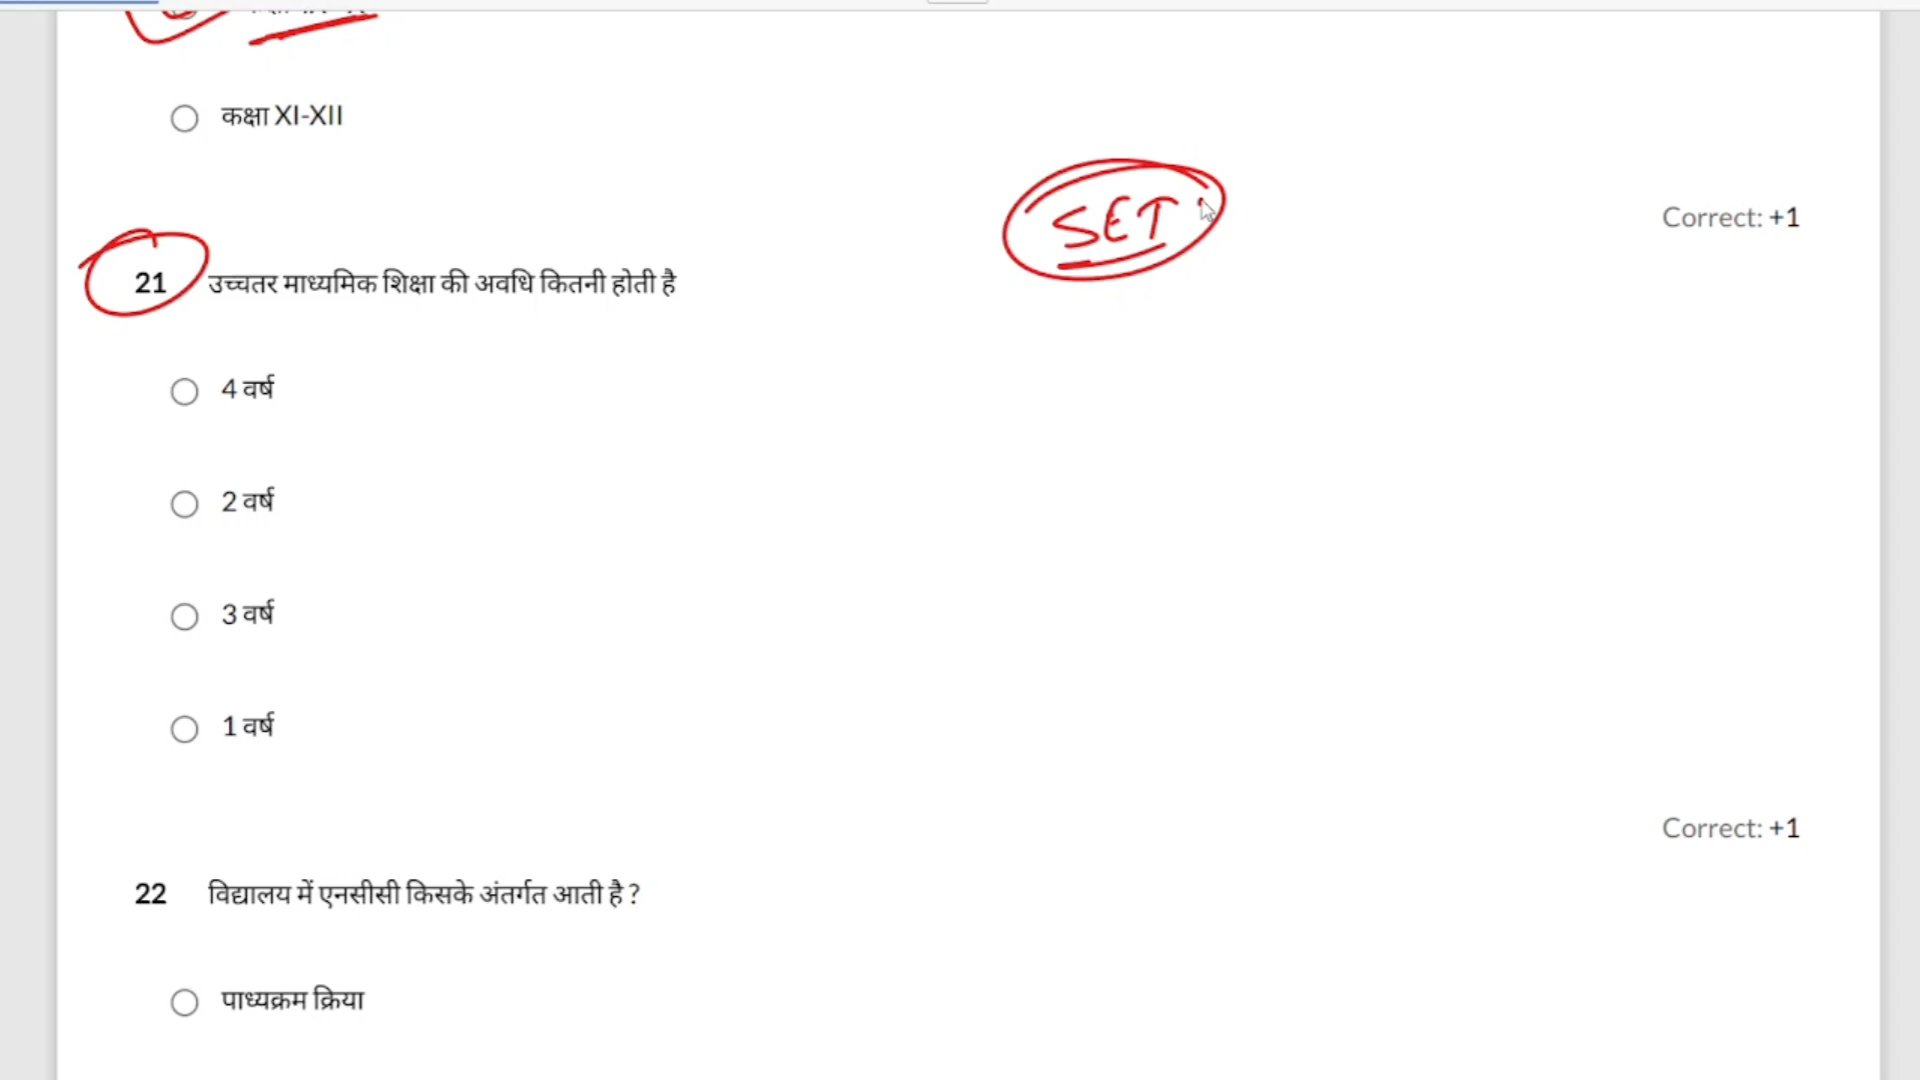 कक्षा XI-XII
SET
Correct: +1
21 उच्चतर माध्यमिक शिक्षा की अवधि कितनी होती है
4 वर्ष
2 वर्ष
3 वर्ष
1 वर्ष
Correct: +1
22 विद्यालय में एनसीसी किसके अंतर्गत आती है ?
पाध्यक्रम क्रिया